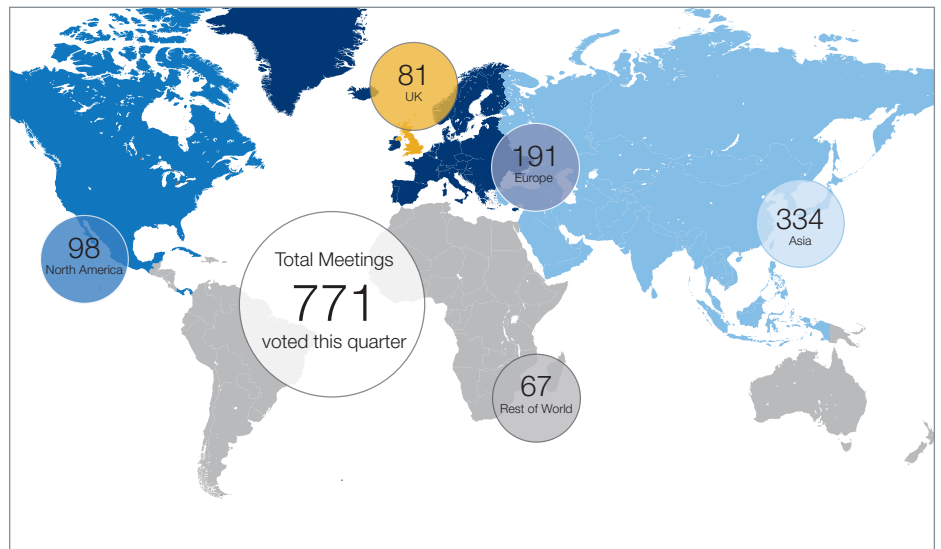 81
UK
191
Europe
334
Asia
98
North America
Total Meetings
771
voted this quarter
67
Rest of World